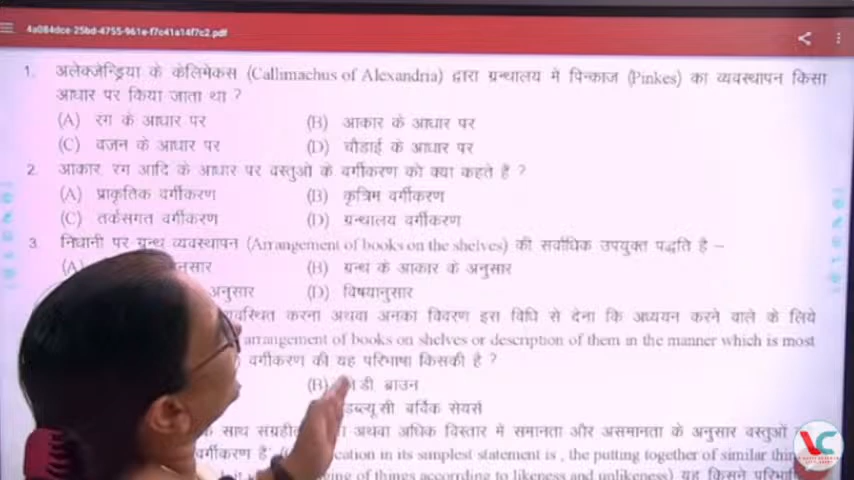 4a084dce-25bd-4755-961e-f7c41a14f7c2.pdf
1. अलेक्जेन्ड्रिया के केलिमेकस (Callimachus of Alexandria) द्वारा ग्रन्थालय में पिन्काज (Pinkes) का व्यवस्थापन किसा
आधार पर किया जाता था ?
(A) रंग के आधार पर (B) आकार के आधार पर
(C) वजन के आधार पर (D) चौडाई के आधार पर
2. आकार, रंग आदि के आधार पर वस्तुओं के वर्गीकरण को क्या कहते हैं ?
(A) प्राकृतिक वर्गीकरण (B) कृत्रिम वर्गीकरण
(C) तर्कसंगत वर्गीकरण (D) ग्रन्थालय वर्गीकरण
3. निधानी पर ग्रन्थ व्यवस्थापन (Arrangement of books on the shelves) की सर्वाधिक उपयुक्त पद्धति है –
(A) नुसार (B) ग्रन्थ के आकार के अनुसार
अनुसार (D) विषयानुसार
वस्थित करना अथवा अनका विवरण इस विधि से देना कि अध्ययन करने वाले के लिये
arrangement of books on shelves or description of them in the manner which is most
वर्गीकरण की यह परिभाषा किसकी है ?
(B) डी ब्राउन
डब्ल्यू सी बर्विक सेयर्स
साथ संग्रही अथवा अधिक विस्तार में समानता और असमानता के अनुसार वस्तुओं
वर्गीकरण है' cation in its simplest statement is , the putting together of similar thin
ing of things according to likeness and unlikeness) यह किसने परिभा
VC